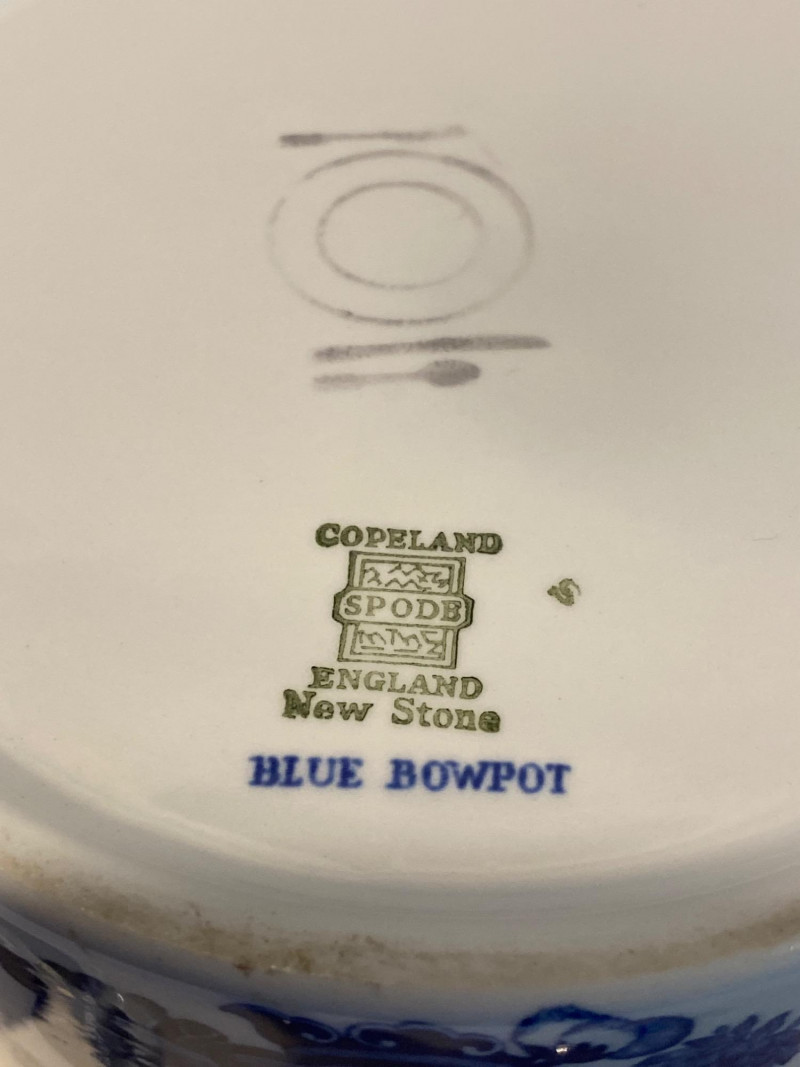 COPELAND
SPODE
ENGLAND
New Stone
BLUE BOWPOT